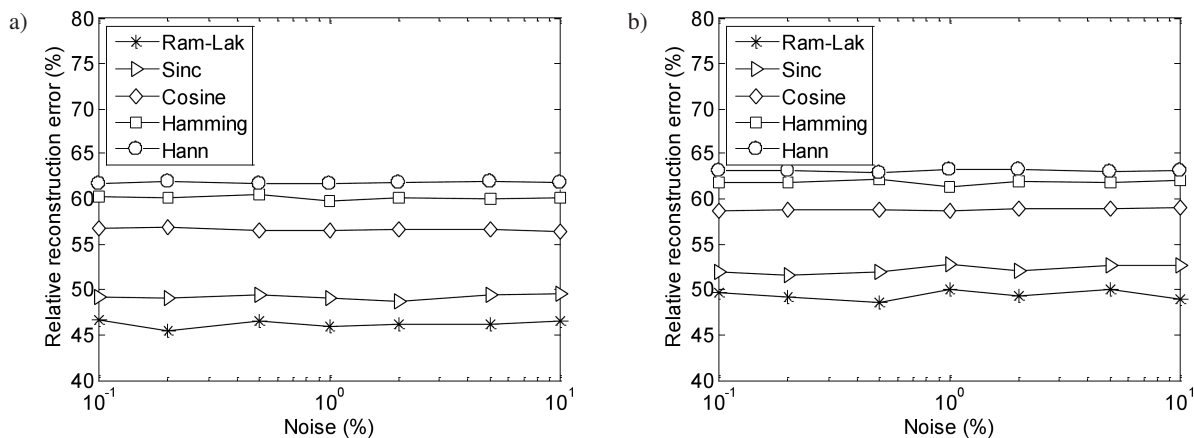 a)
Relative reconstruction error (%)
80
75
70
65
60
55
50
45
40
Ram-Lak
Sinc
Cosine
Hamming
Hann
10^-1
10^0
10^1
Noise (%)
b)
Relative reconstruction error (%)
80
75
70
65
60
55
50
45
40
Ram-Lak
Sinc
Cosine
Hamming
Hann
10^-1
10^0
10^1
Noise (%)